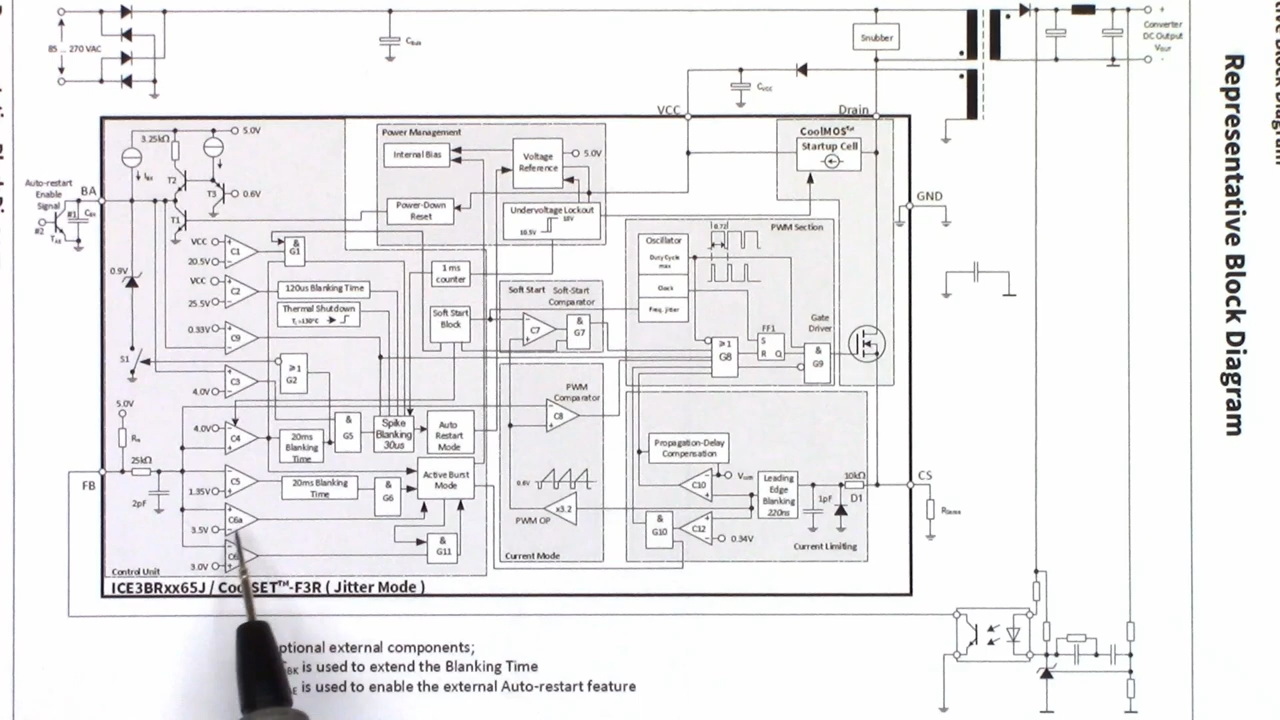 Representative Block Diagram
85 ... 270 VAC
C
Snubber
Converter
DC Output
V
+
-
C
VCC
Drain
CoolMOS
Startup Cell
Auto-restart
Enable
Signal
BA
#1
#2
3.25kΩ
5.0V
T2
T3
0.6V
T1
Power Management
Internal Bias
Voltage
Reference
5.0V
Power-Down
Reset
Undervoltage Lockout
18V
10.5V
GND
VCC
C1
20.5V
&
G1
VCC
C2
25.5V
120us Blanking Time
Thermal Shutdown
0.9V
0.33V
C9
S1
≥1
G2
C3
4.0V
1 ms
counter
Soft Start
Block
Soft Start
Soft-Start
Comparator
C7
&
G7
Oscillator
Duty Cycle
max
Clock
Freq. jitter
0.72
PWM Section
≥1
G8
FF1
S
R Q
Gate
Driver
&
G9
5.0V
25kΩ
FB
2pF
4.0V
C4
20ms
Blanking
Time
&
G5
Spike
Blanking
30us
Auto
Restart
Mode
C5
1.35V
20ms Blanking
Time
&
G6
Active Burst
Mode
C6a
3.5V
3.0V
&
G11
Control Unit
PWM
Comparator
C8
0.6V
PWM OP
x3.2
Current Mode
Propagation-Delay
Compensation
C10
Leading
Edge
Blanking
220ns
10kΩ
1pF
D1
CS
&
G10
C12
0.34V
Current Limiting
ICE3BRxx65J / CoolSET™-F3R ( Jitter Mode )
ptional external components;
BK is used to extend the Blanking Time
is used to enable the external Auto-restart feature